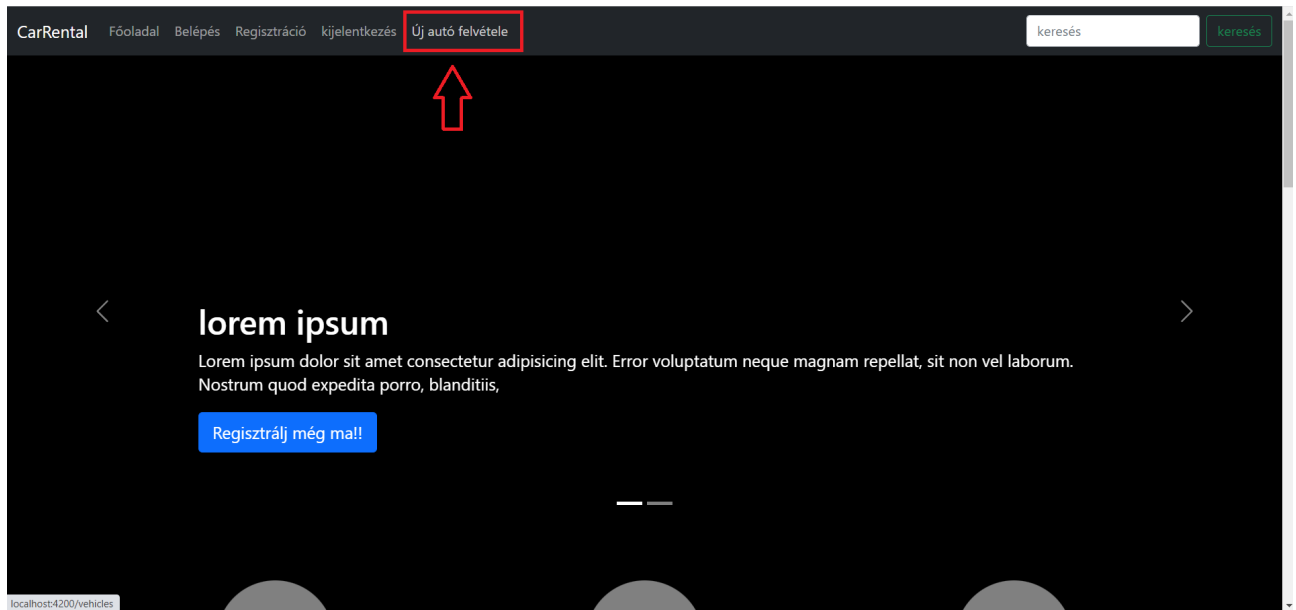 CarRental Főoladal Belépés Regisztráció kijelentkezés Új autó felvétele keresés keresés
lorem ipsum
Lorem ipsum dolor sit amet consectetur adipisicing elit. Error voluptatum neque magnam repellat, sit non vel laborum.
Nostrum quod expedita porro, blanditiis,
Regisztrálj még ma!!
localhost:4200/vehicles